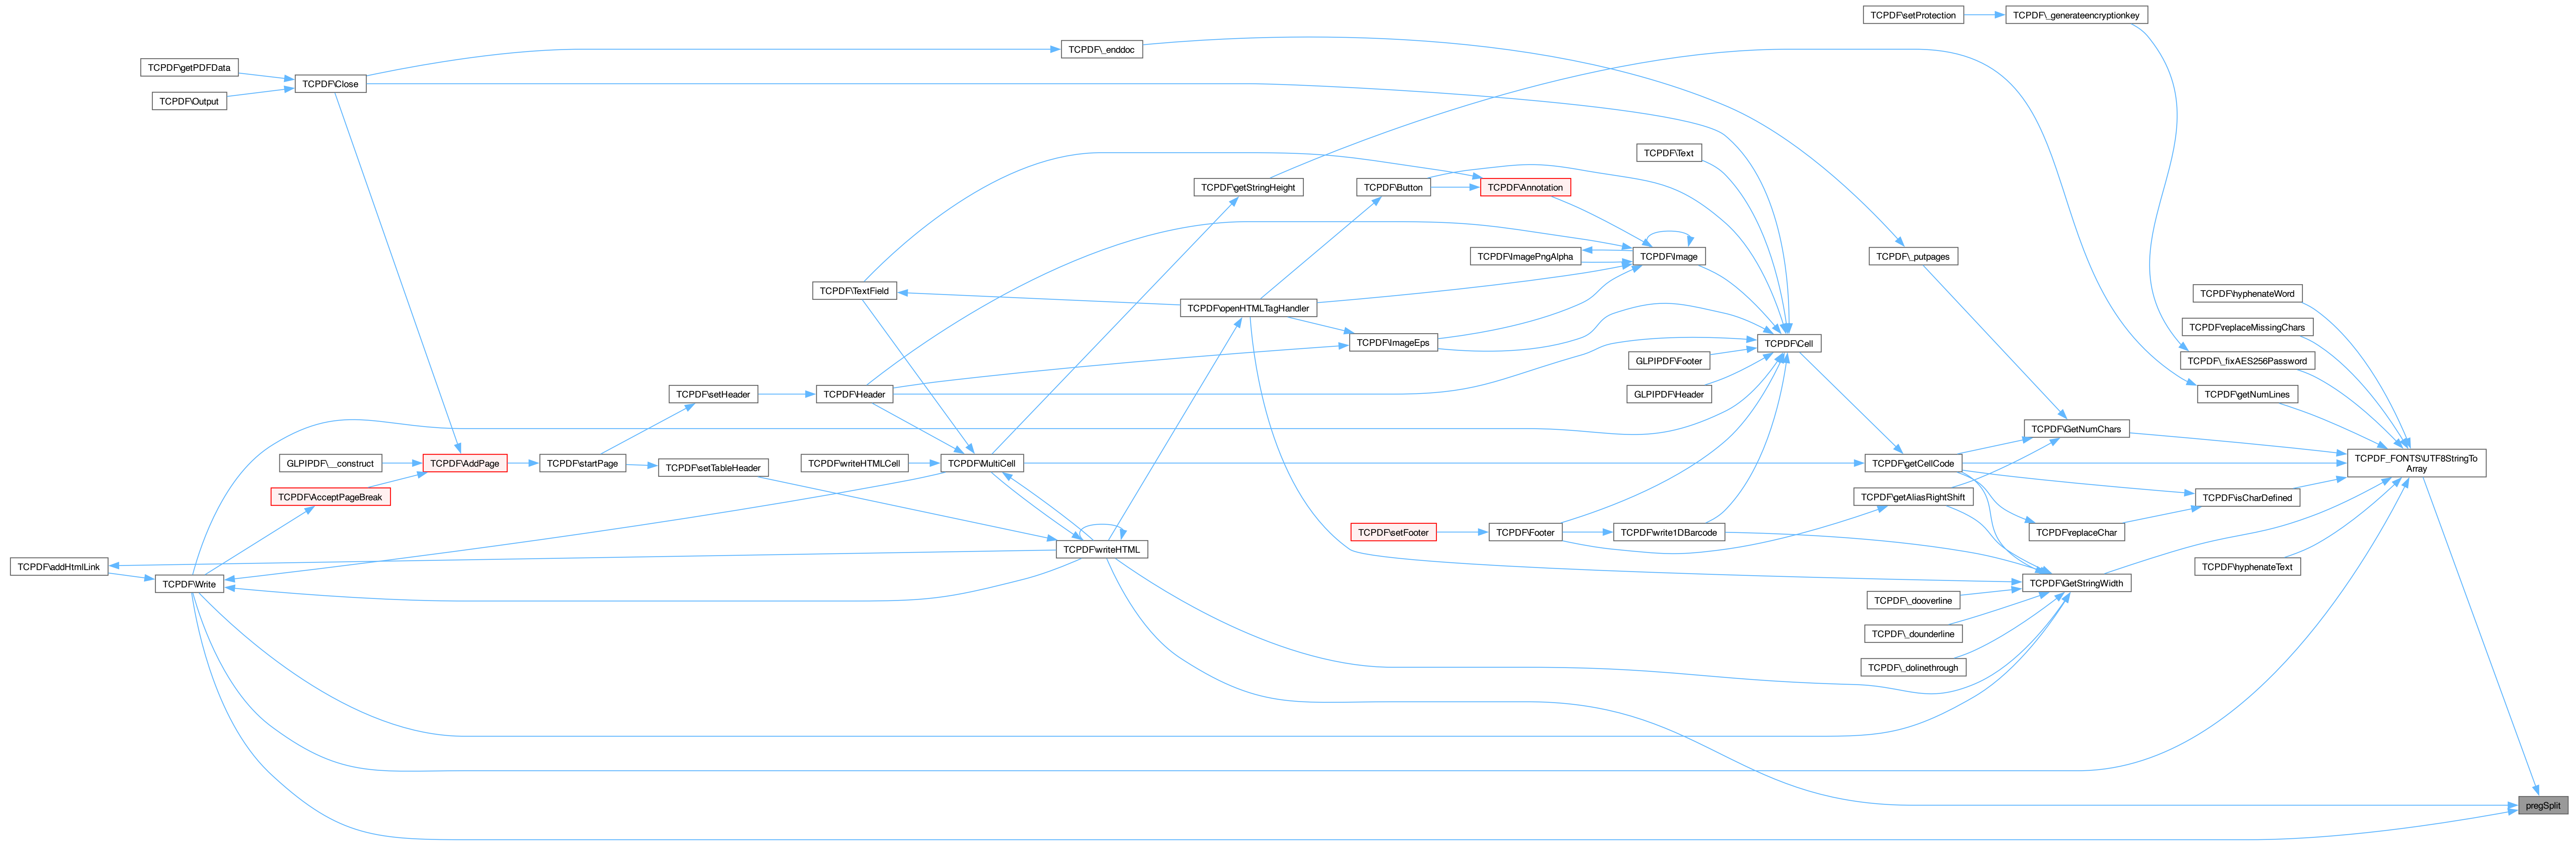 TCPDF\setProtection
TCPDF\_generateencryptionkey
TCPDF\_enddoc
TCPDF\getPDFData
TCPDF\Close
TCPDF\Output
TCPDF\Text
TCPDF\getStringHeight
TCPDF\Button
TCPDF\Annotation
TCPDF\ImagePngAlpha
TCPDF\Image
TCPDF\_putpages
TCPDF\TextField
TCPDF\hyphenateWord
TCPDF\openHTMLTagHandler
TCPDF\replaceMissingChars
TCPDF\ImageEps
TCPDF\Cell
GLPIPDF\Footer
TCPDF\_fixAES256Password
TCPDF\setHeader
TCPDF\Header
GLPIPDF\Header
TCPDF\getNumLines
TCPDF\GetNumChars
GLPIPDF\__construct
TCPDF\AddPage
TCPDF\startPage
TCPDF\setTableHeader
TCPDF\writeHTMLCell
TCPDF\MultiCell
TCPDF\getCellCode
TCPDF_FONTS\UTF8StringTo
Array
TCPDF\AcceptPageBreak
TCPDF\getAliasRightShift
TCPDF\isCharDefined
TCPDF\setFooter
TCPDF\Footer
TCPDF\write1DBarcode
TCPDF\replaceChar
TCPDF\writeHTML
TCPDF\addHtmlLink
TCPDF\hyphenateText
TCPDF\Write
TCPDF\GetStringWidth
TCPDF\_dooverline
TCPDF\_dounderline
TCPDF\_dolinethrough
pregSplit